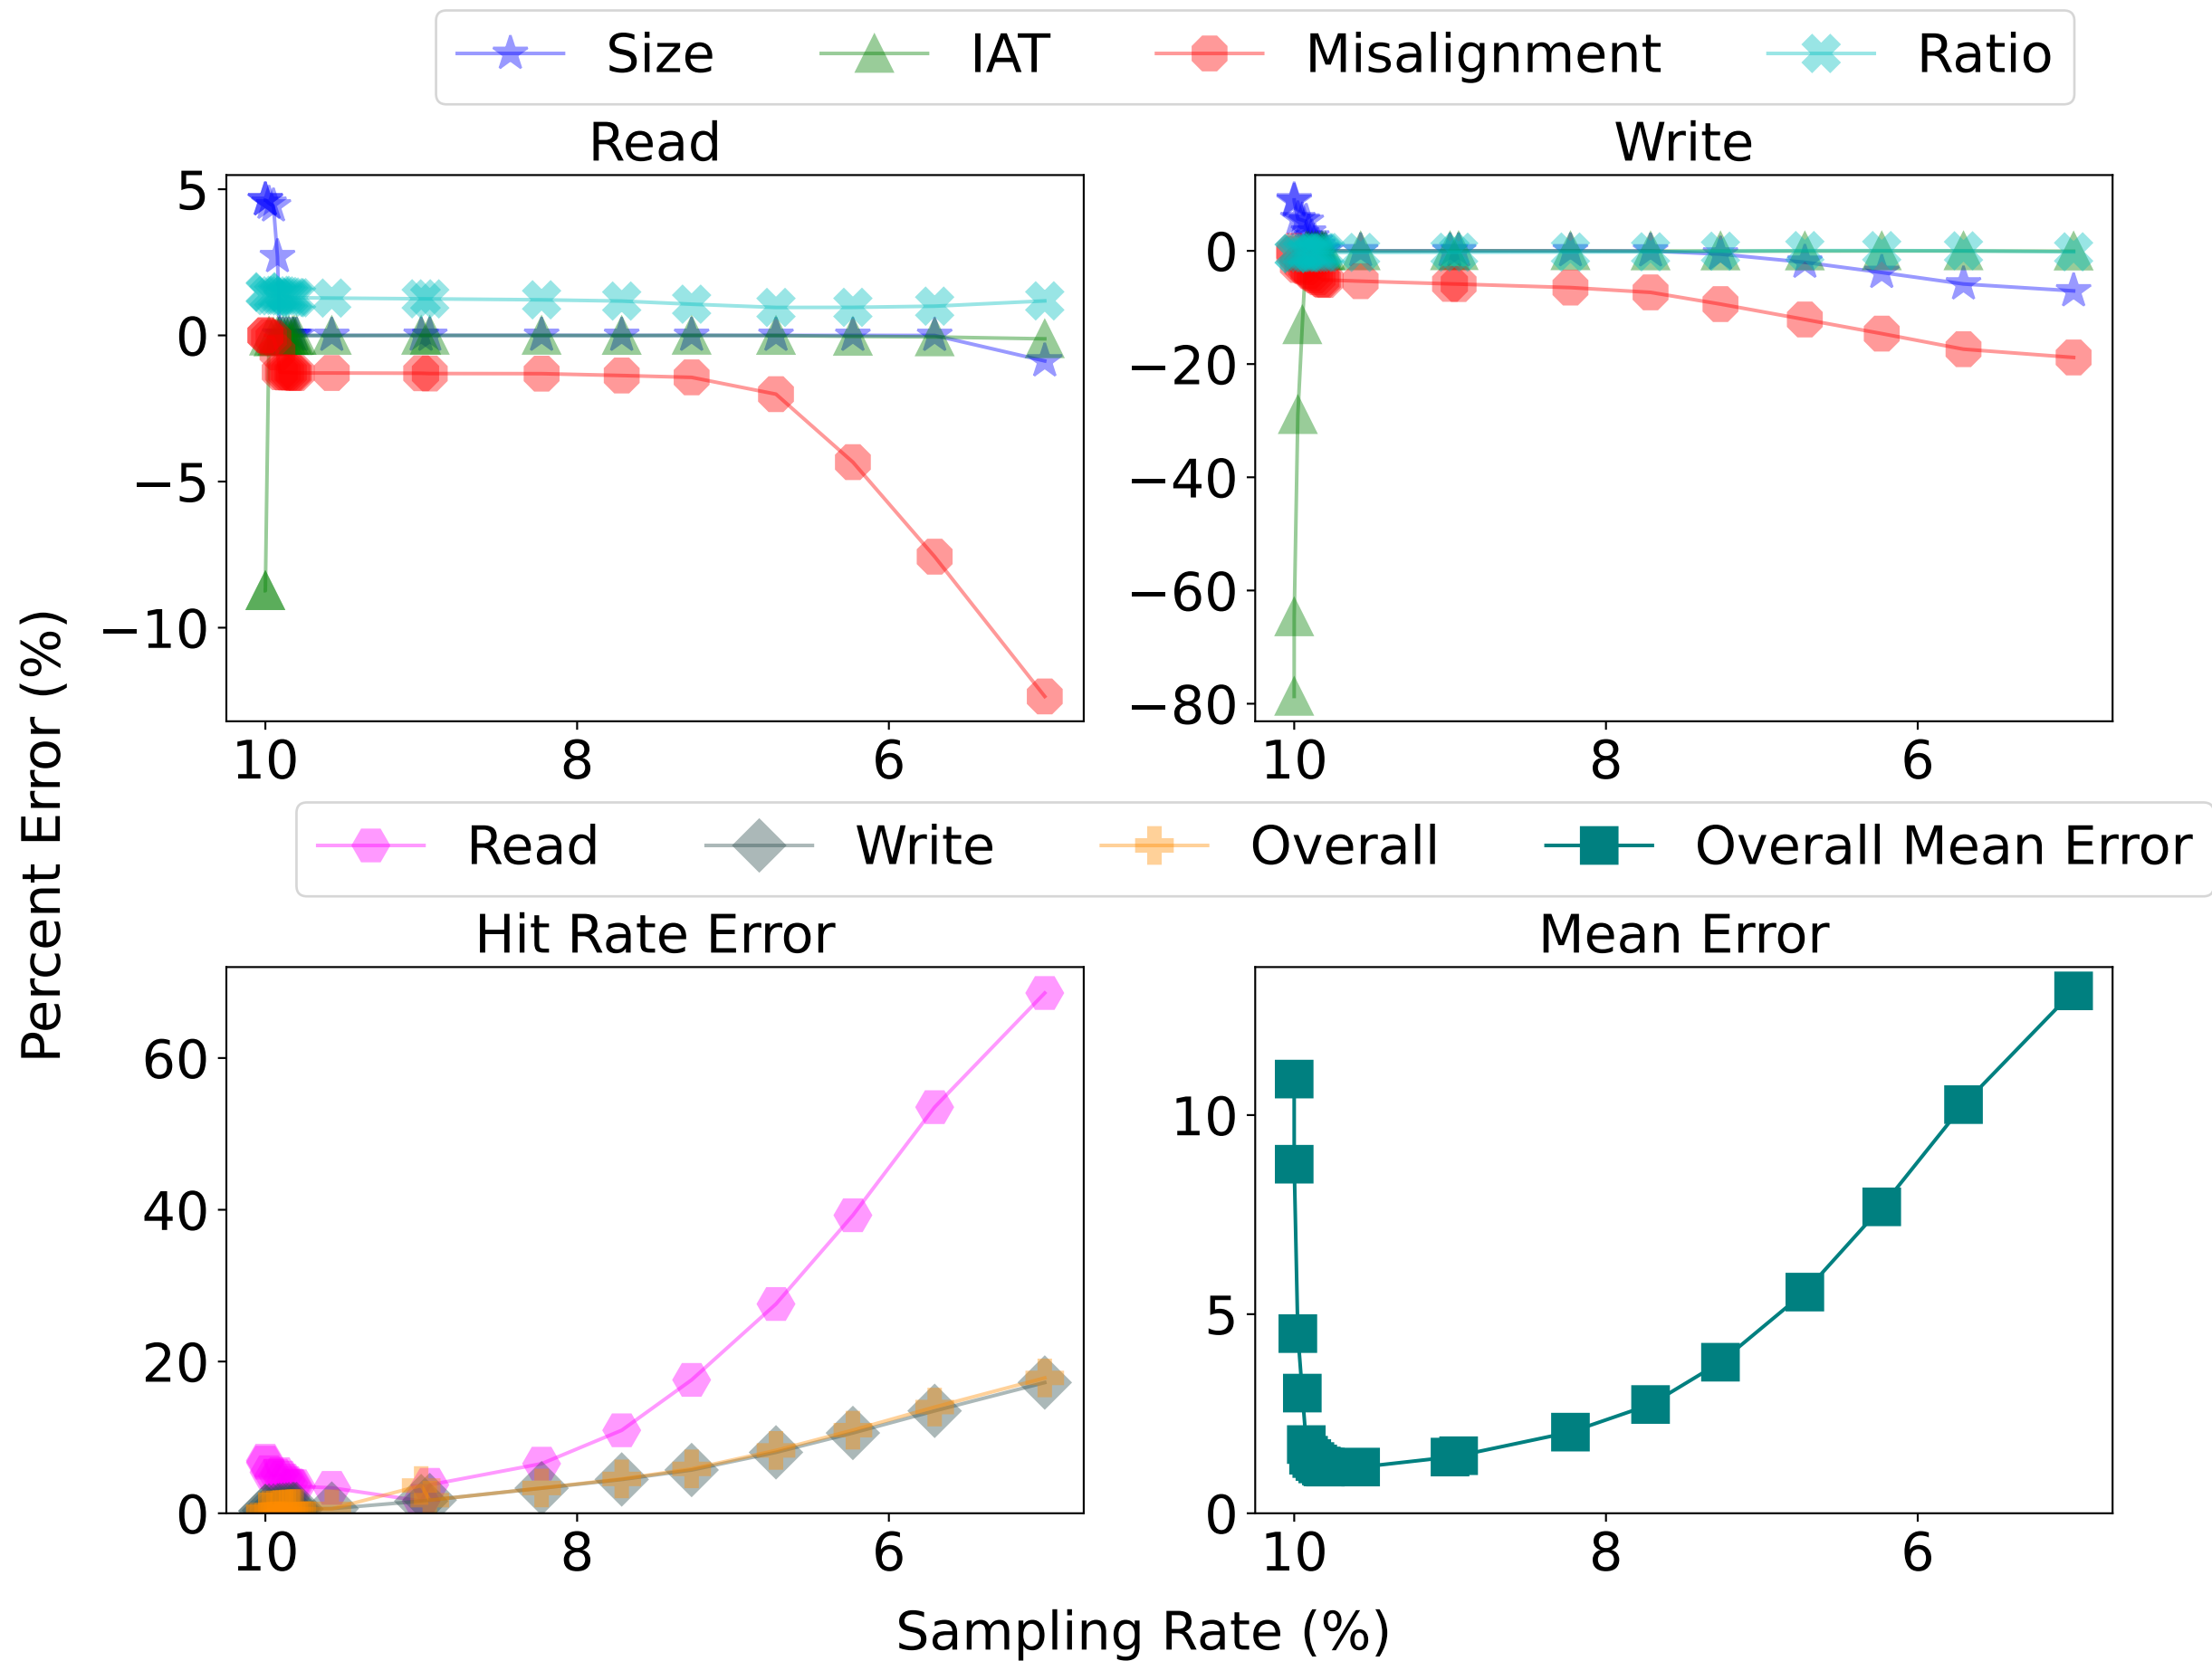 Size IAT Misalignment Ratio
Read Write
5
0
−5
−10
10 8 6
0
−20
−40
−60
−80
10 8 6
Percent Error (%)
Read Write Overall Overall Mean Error
Hit Rate Error Mean Error
60
40
20
0
10 8 6
10
5
0
10 8 6
Sampling Rate (%)